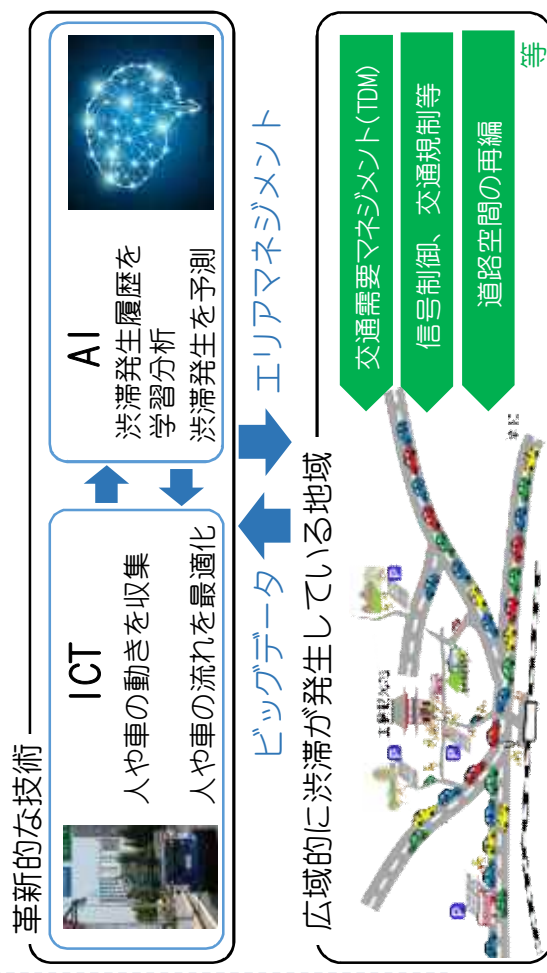 革新的な技術
ICT
人や車の動きを収集
人や車の流れを最適化
AI
渋滞発生履歴を
学習分析
渋滞発生を予測
ビッグデータ
エリアマネジメント
広域的に渋滞が発生している地域
P
P
P
P
主要観光地
交通需要マネジメント(TDM)
信号制御、交通規制等
道路空間の再編
等